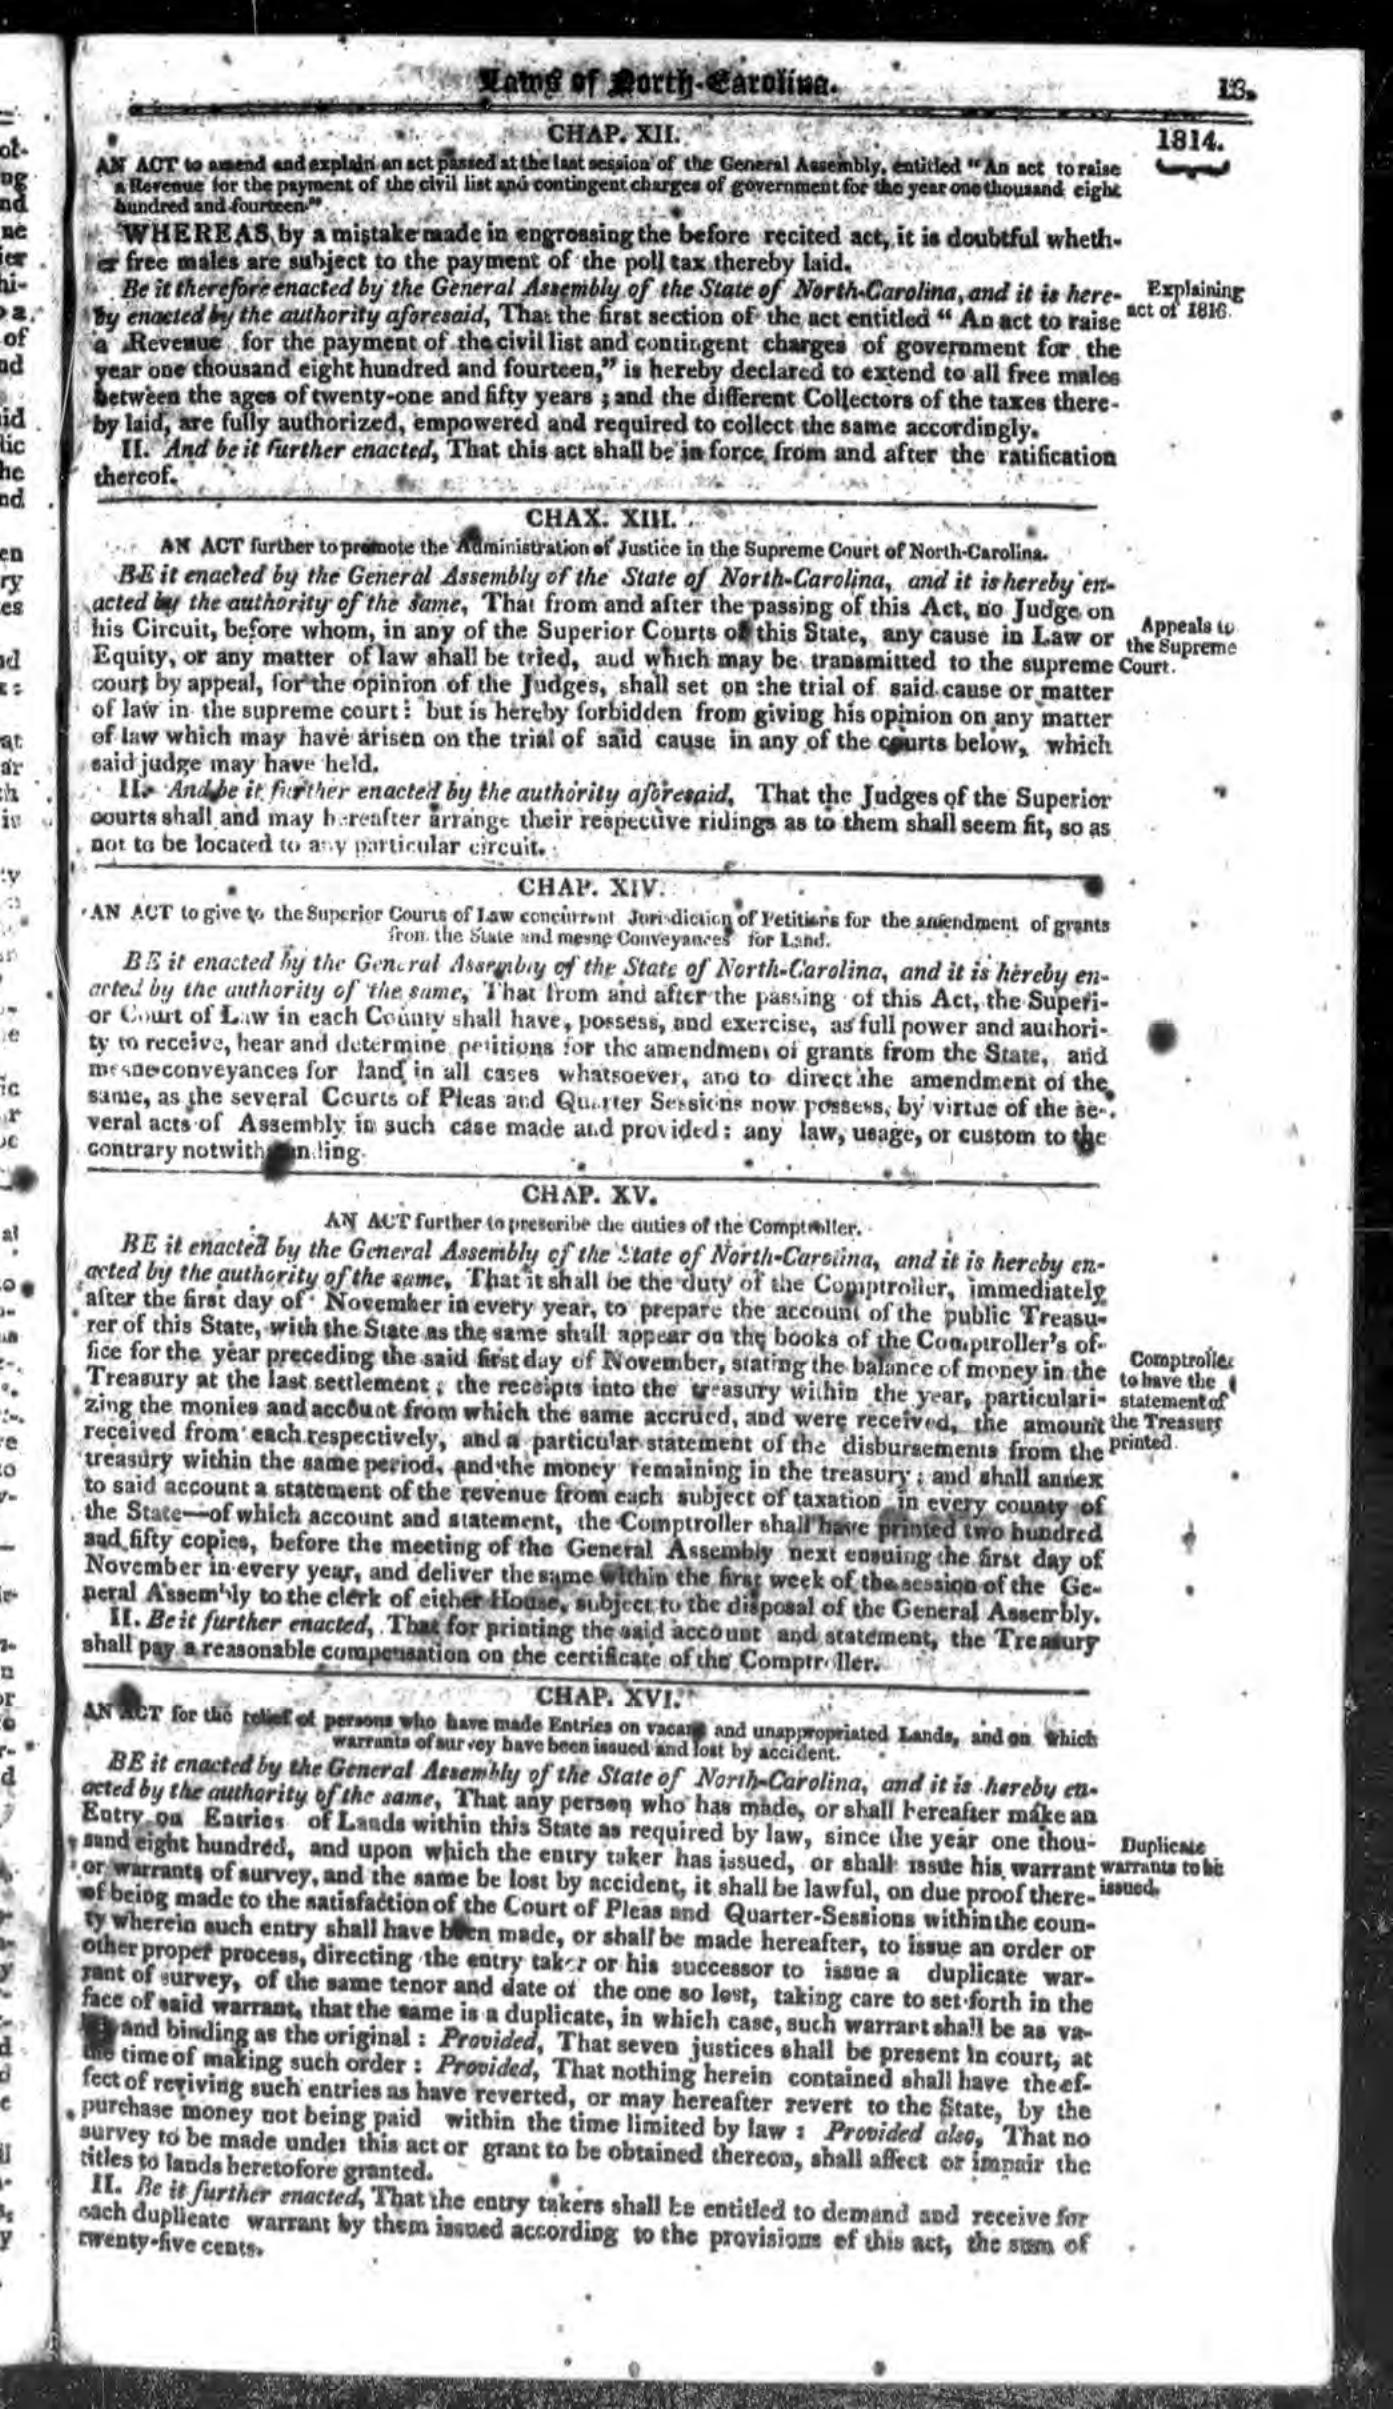 Laws of North-Carolina.
13.
1814.
CHAP. XII.
AN ACT to amend and explain an act passed at the last session of the General Assembly, entitled "An act to raise
a Revenue for the payment of the civil list and contingent charges of government for the year one thousand eight
hundred and fourteen."
WHEREAS by a mistake made in engrossing the before recited act, it is doubtful wheth-
er free males are subject to the payment of the poll tax thereby laid.
Be it therefore enacted by the General Assembly of the State of North-Carolina, and it is here-
by enacted by the authority aforesaid, That the first section of the act entitled "An act to raise
a Revenue for the payment of the civil list and contingent charges of government for the
year one thousand eight hundred and fourteen," is hereby declared to extend to all free males
between the ages of twenty-one and fifty years ; and the different Collectors of the taxes there-
by laid, are fully authorized, empowered and required to collect the same accordingly.
II. And be it further enacted, That this act shall be in force from and after the ratification
thereof.
Explaining
act of 1816.
CHAX. XIII.
AN ACT further to promote the Administration of Justice in the Supreme Court of North-Carolina.
BE it enacted by the General Assembly of the State of North-Carolina, and it is hereby en-
acted by the authority of the same, That from and after the passing of this Act, no Judge on
his Circuit, before whom, in any of the Superior Courts of this State, any cause in Law or
Equity, or any matter of law shall be tried, and which may be transmitted to the supreme
court by appeal, for the opinion of the Judges, shall set on the trial of said cause or matter
of law in the supreme court : but is hereby forbidden from giving his opinion on any matter
of law which may have arisen on the trial of said cause in any of the courts below, which
said judge may have held.
II. And be it further enacted by the authority aforesaid, That the Judges of the Superior
courts shall and may hereafter arrange their respective ridings as to them shall seem fit, so as
not to be located to any particular circuit.
Appeals to
the Supreme
Court.
CHAP. XIV.
AN ACT to give to the Superior Courts of Law concurrent Jurisdiction of Petitions for the amendment of grants
from the State and mesne Conveyances for Land.
BE it enacted by the General Assembly of the State of North-Carolina, and it is hereby en-
acted by the authority of the same, That from and after the passing of this Act, the Superi-
or Court of Law in each County shall have, possess, and exercise, as full power and authori-
ty to receive, hear and determine petitions for the amendment of grants from the State, and
mesne conveyances for land in all cases whatsoever, and to direct the amendment of the
same, as the several Courts of Pleas and Quarter Sessions now possess, by virtue of the se-
veral acts of Assembly in such case made and provided : any law, usage, or custom to the
contrary notwithstanding.
CHAP. XV.
AN ACT further to prescribe the duties of the Comptroller.
BE it enacted by the General Assembly of the State of North-Carolina, and it is hereby en-
acted by the authority of the same, That it shall be the duty of the Comptroller, immediately
after the first day of November in every year, to prepare the account of the public Treasu-
rer of this State, with the State as the same shall appear on the books of the Comptroller's of-
fice for the year preceding the said first day of November, stating the balance of money in the
Treasury at the last settlement ; the receipts into the treasury within the year, particulari-
zing the monies and account from which the same accrued, and were received, the amount
received from each respectively, and a particular statement of the disbursements from the
treasury within the same period, and the money remaining in the treasury ; and shall annex
to said account a statement of the revenue from each subject of taxation in every county of
the State—of which account and statement, the Comptroller shall have printed two hundred
and fifty copies, before the meeting of the General Assembly next ensuing the first day of
November in every year, and deliver the same within the first week of the session of the Ge-
neral Assembly to the clerk of either House, subject to the disposal of the General Assembly.
II. Be it further enacted, That for printing the said account and statement, the Treasury
shall pay a reasonable compensation on the certificate of the Comptroller.
Comptroller
to have the
statement of
the Treasury
printed.
CHAP. XVI.
AN ACT for the relief of persons who have made Entries on vacant and unappropriated Lands, and on which
warrants of survey have been issued and lost by accident.
BE it enacted by the General Assembly of the State of North-Carolina, and it is hereby en-
acted by the authority of the same, That any person who has made, or shall hereafter make an
Entry on Entries of Lands within this State as required by law, since the year one thou-
sand eight hundred, and upon which the entry taker has issued, or shall issue his warrant
or warrants of survey, and the same be lost by accident, it shall be lawful, on due proof there-
of being made to the satisfaction of the Court of Pleas and Quarter-Sessions within the coun-
ty wherein such entry shall have been made, or shall be made hereafter, to issue an order or
other proper process, directing the entry taker or his successor to issue a duplicate war-
rant of survey, of the same tenor and date of the one so lost, taking care to set forth in the
face of said warrant, that the same is a duplicate, in which case, such warrant shall be as va-
and binding as the original : Provided, That seven justices shall be present in court, at
the time of making such order : Provided, That nothing herein contained shall have the ef-
fect of reviving such entries as have reverted, or may hereafter revert to the State, by the
purchase money not being paid within the time limited by law : Provided also, That no
survey to be made under this act or grant to be obtained thereon, shall affect or impair the
titles to lands heretofore granted.
II. Be it further enacted, That the entry takers shall be entitled to demand and receive for
each duplicate warrant by them issued according to the provisions of this act, the sum of
twenty-five cents.
Duplicate
warrants to be
issued.